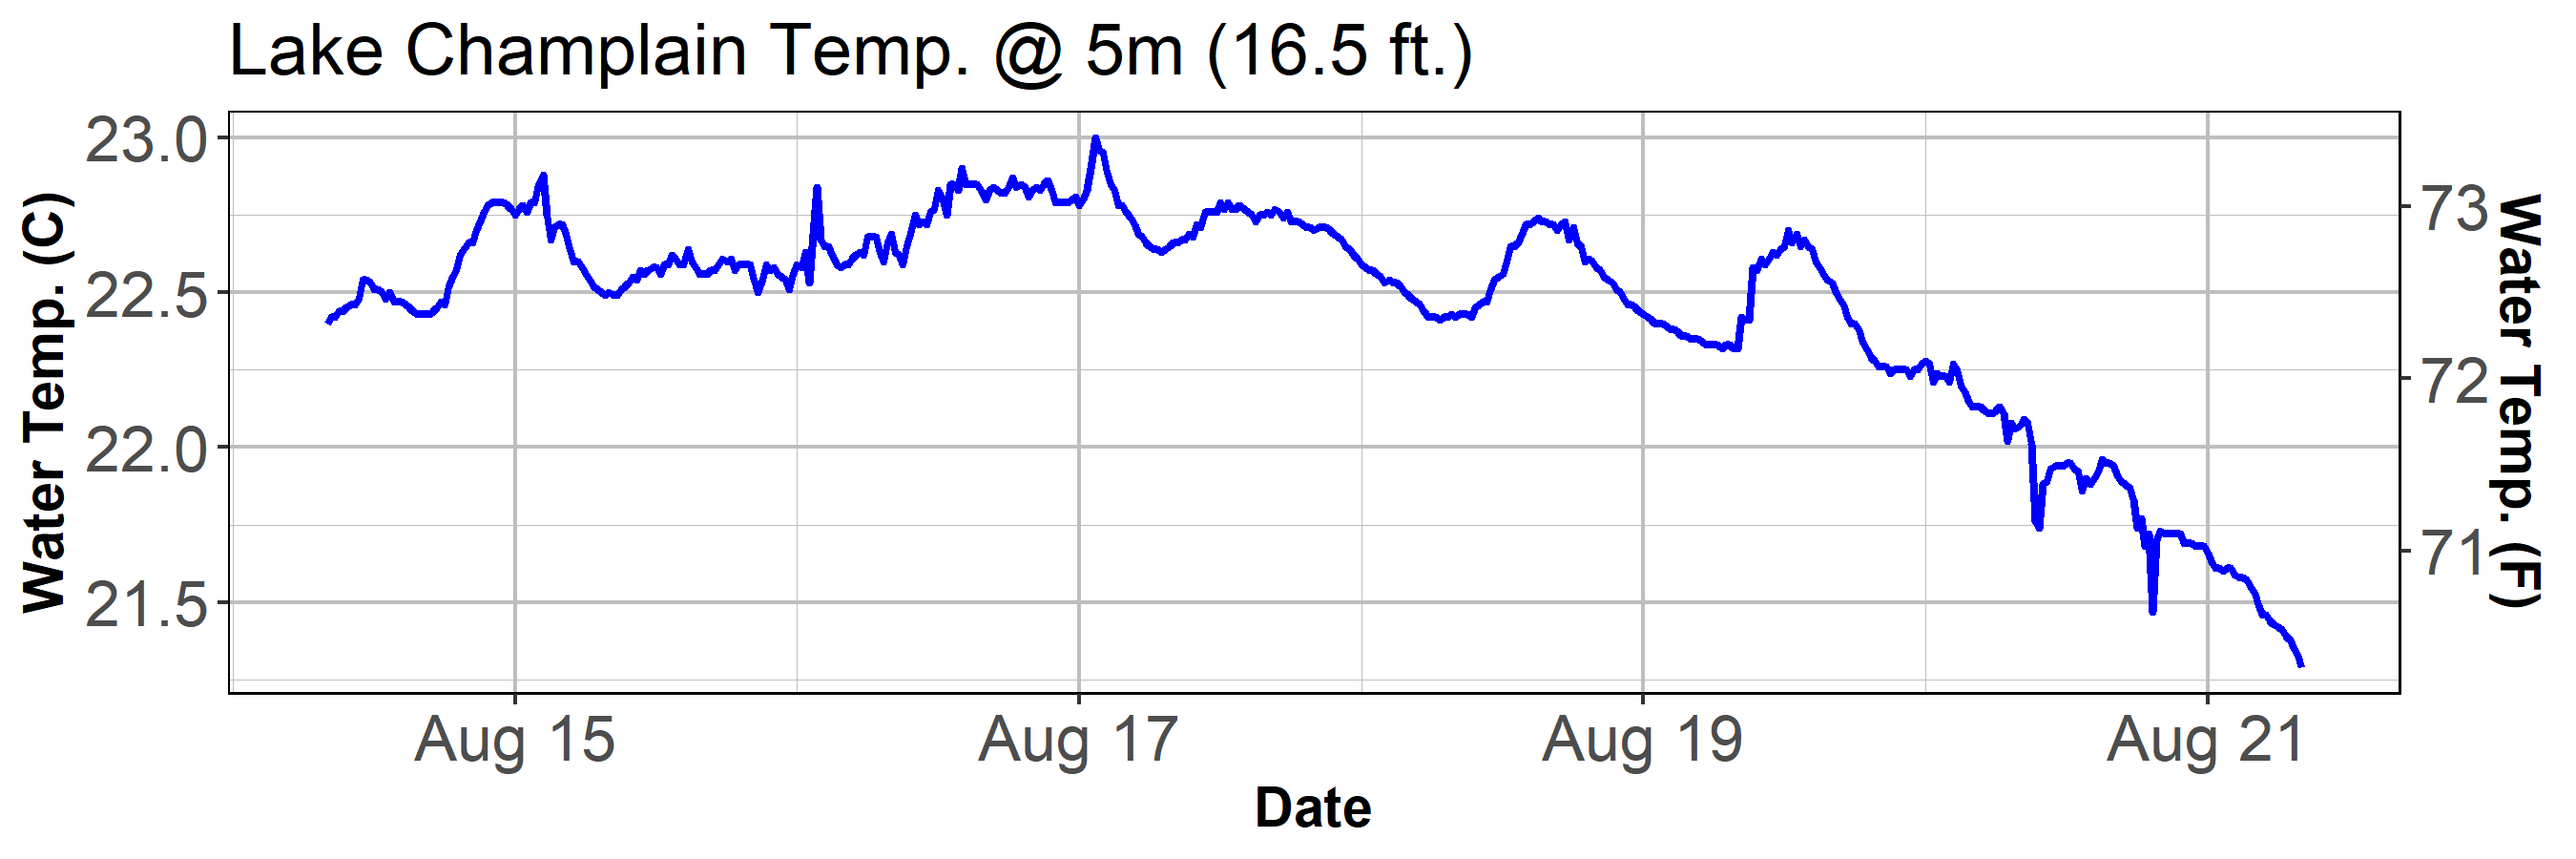 Lake Champlain Temp. @ 5m (16.5 ft.)
Water Temp. (C)
23.0
22.5
22.0
21.5
73
72
71
Water Temp. (F)
Aug 15 Aug 17 Aug 19 Aug 21
Date